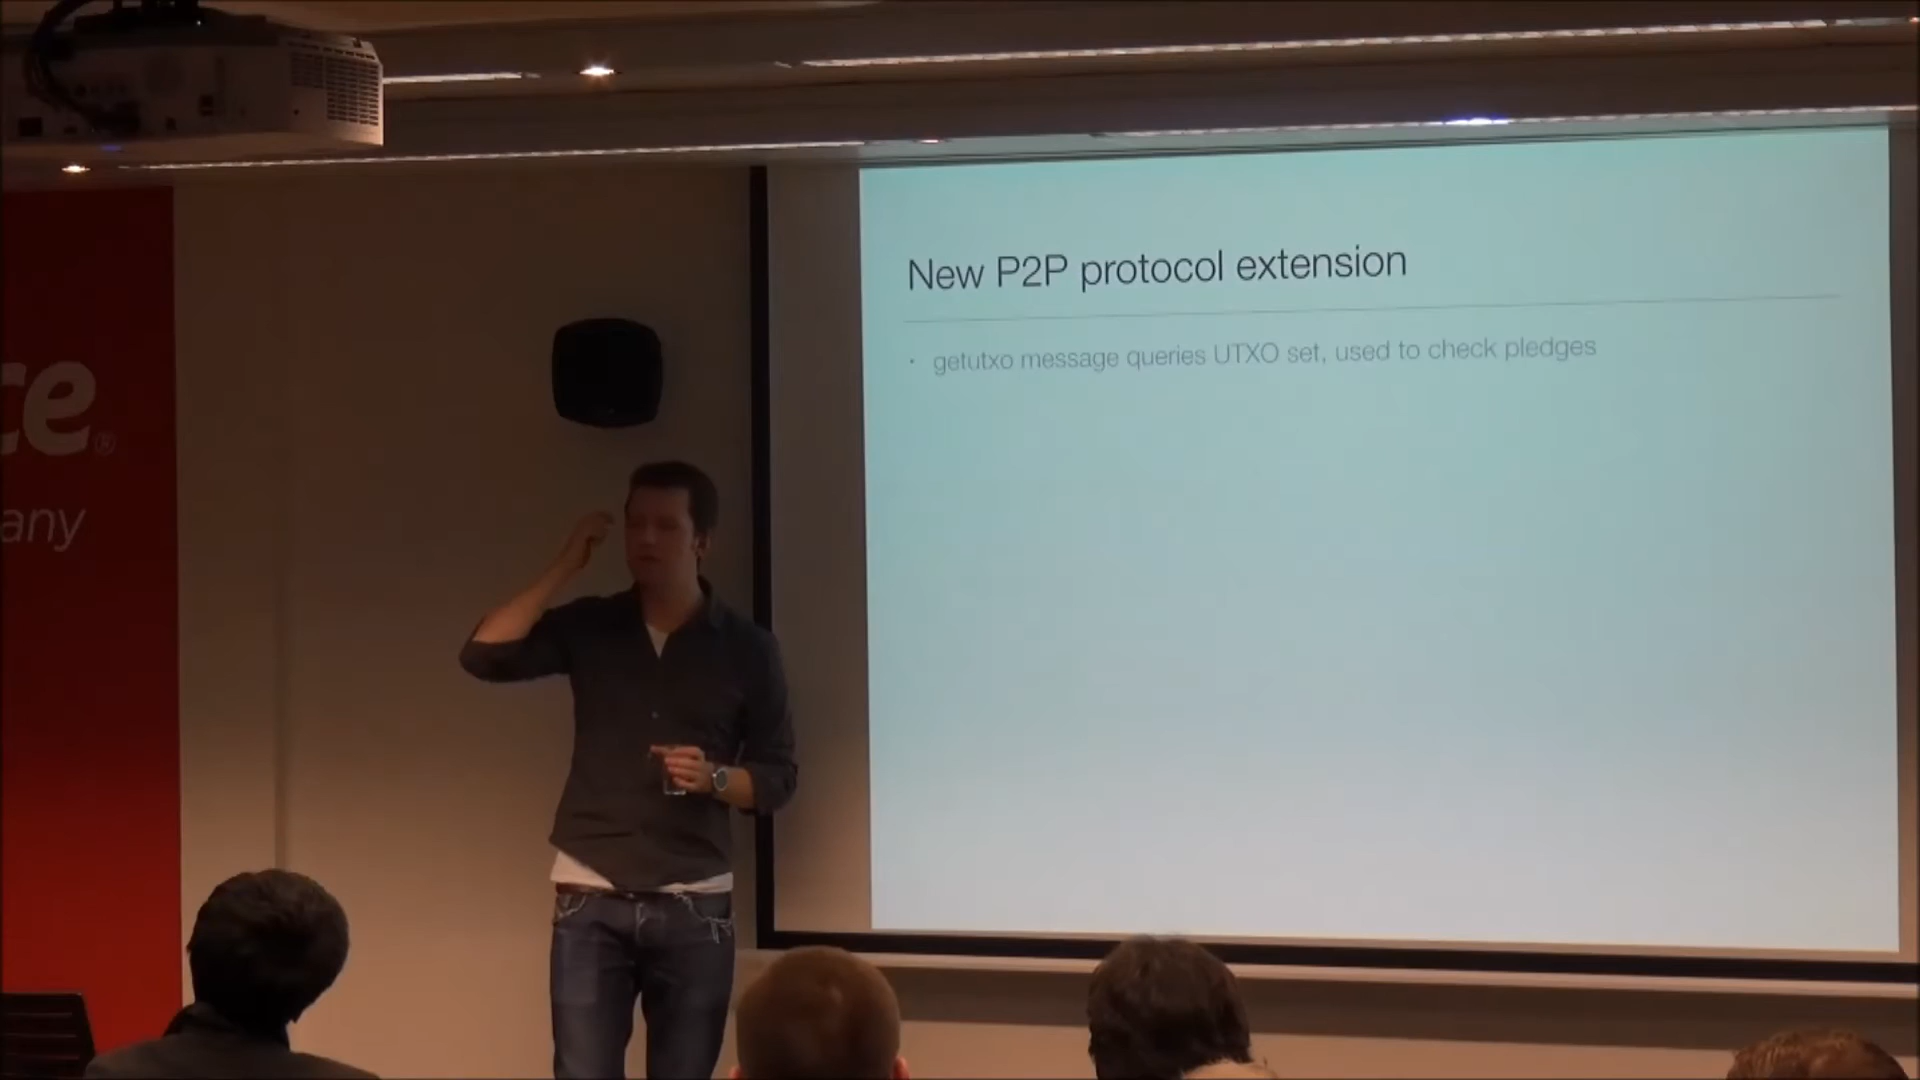 New P2P protocol extension
· getutxo message queries UTXO set, used to check pledges
ce®
any